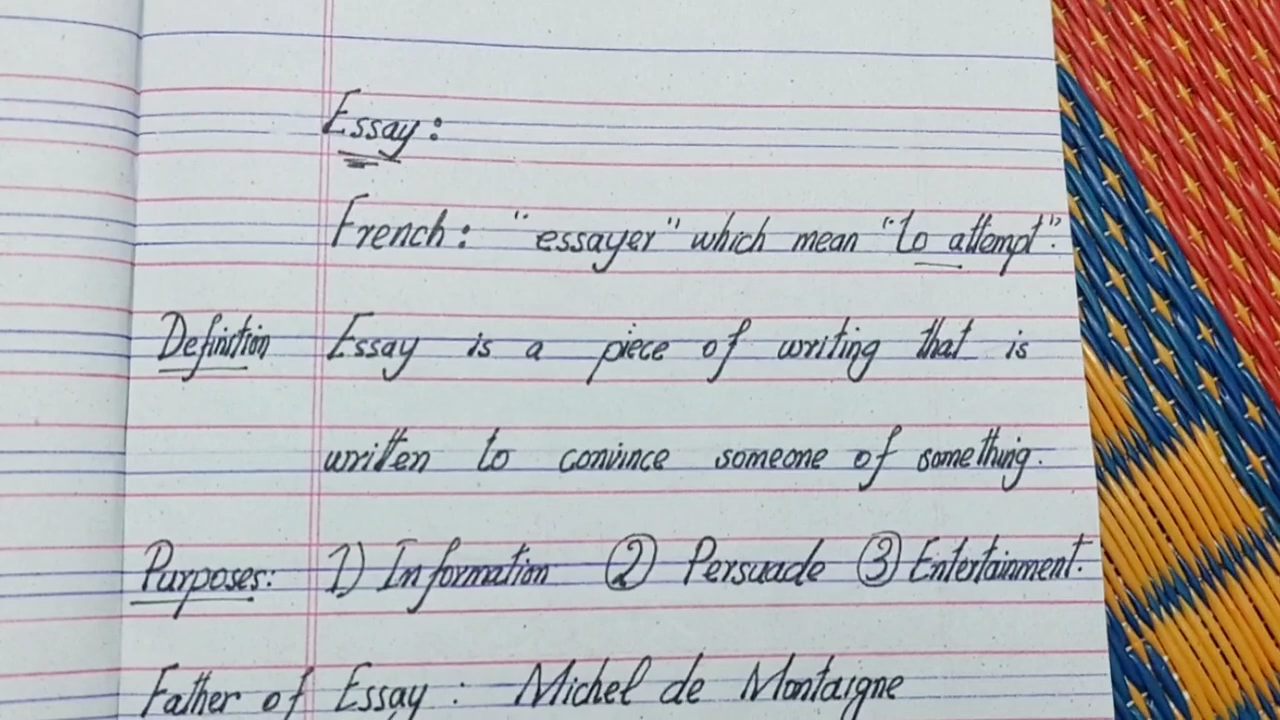 Essay:
French: "essayer" which mean "to attempt".
Definition Essay is a piece of writing that is
written to convince someone of something.
Purposes: 1) Information ② Persuade ③ Entertainment.
Father of Essay: Michel de Montaigne